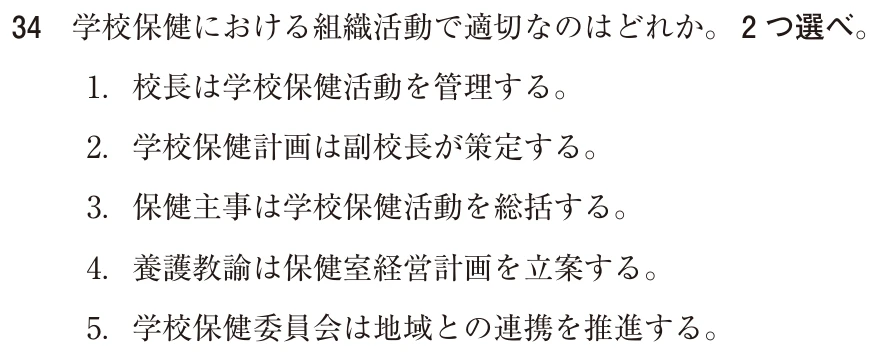 34 学校保健における組織活動で適切なのはどれか。2つ選べ。
1. 校長は学校保健活動を管理する。
2. 学校保健計画は副校長が策定する。
3. 保健主事は学校保健活動を総括する。
4. 養護教諭は保健室経営計画を立案する。
5. 学校保健委員会は地域との連携を推進する。